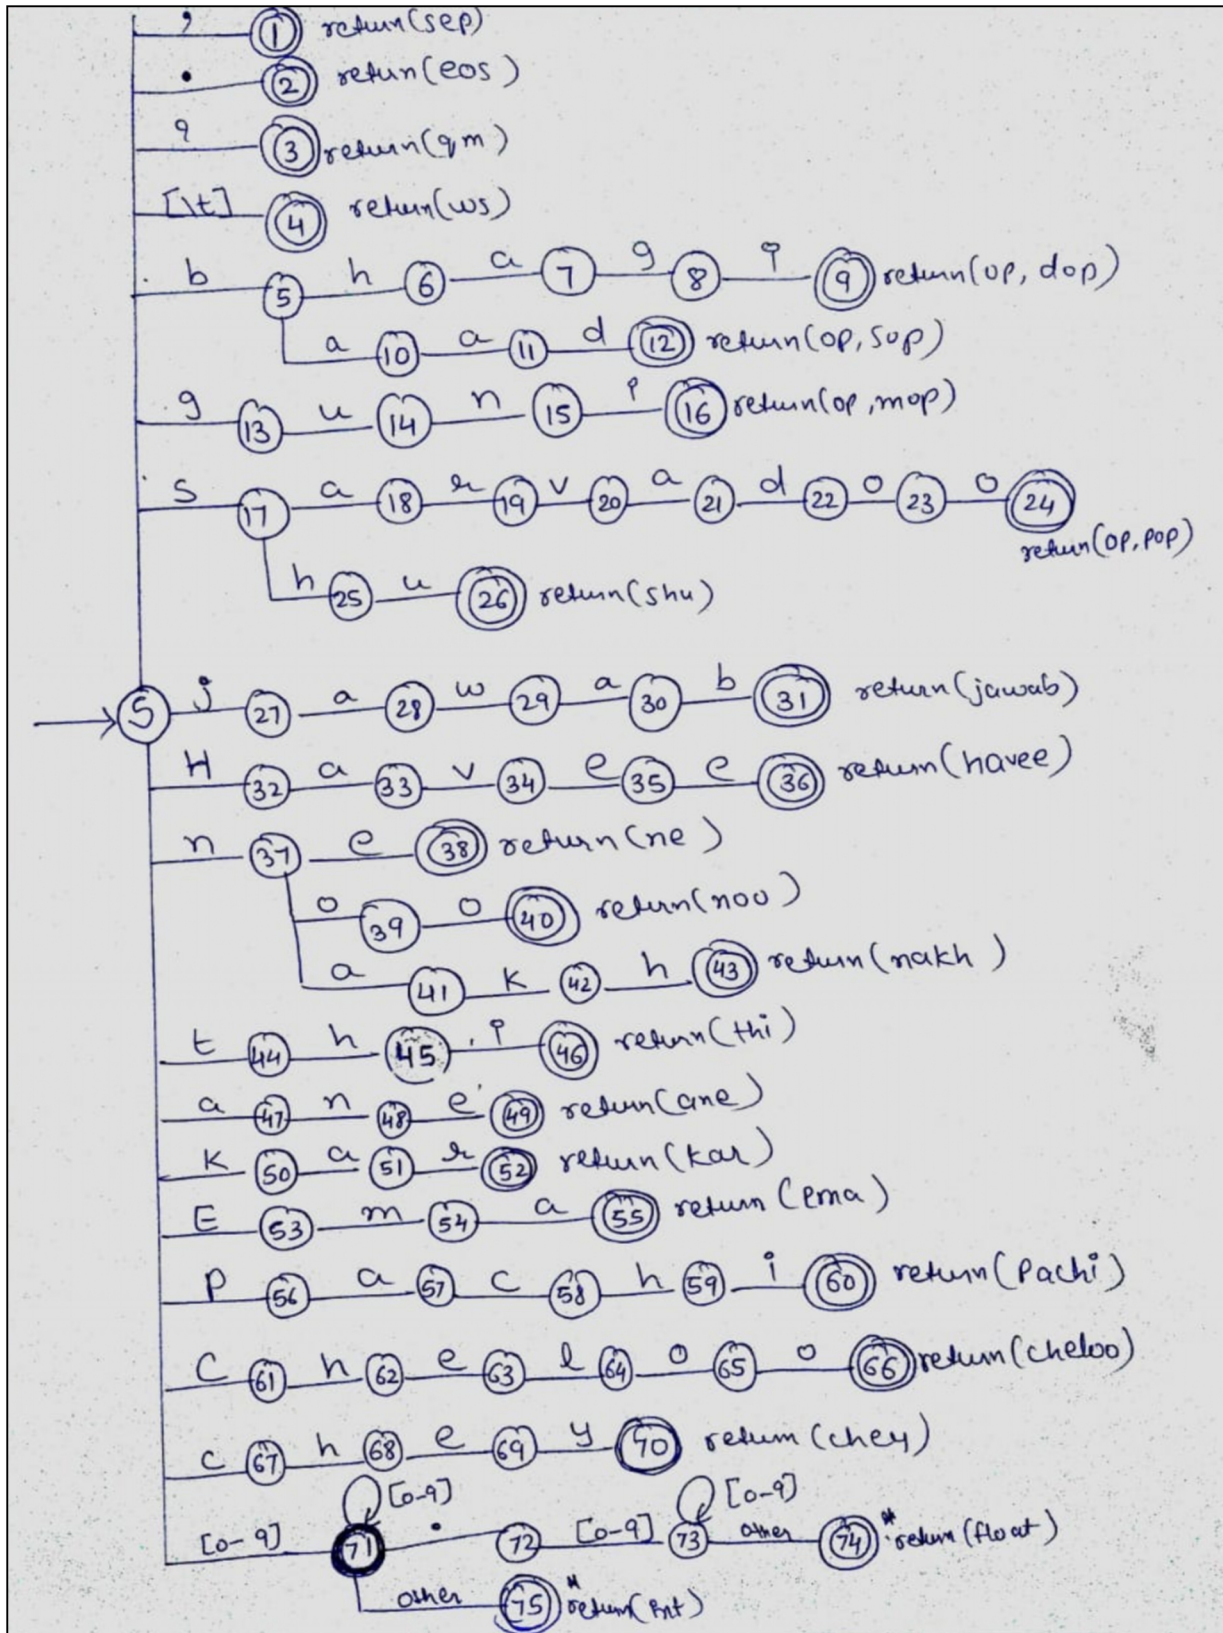 , 1 return(sep)
. 2 return(eos)
? 3 return(qm)
[\t] 4 return(ws)
b 5 h 6 a 7 g 8 i 9 return(op, dop)
a 10 a 11 d 12 return(op, sop)
g 13 u 14 n 15 i 16 return(op, mop)
s 17 a 18 r 19 v 20 a 21 d 22 o 23 o 24
return(op, pop)
h 25 u 26 return(shu)
S j 27 a 28 w 29 a 30 b 31 return(jawab)
H 32 a 33 v 34 e 35 e 36 return(havee)
n 37 e 38 return(ne)
o 39 o 40 return(noo)
a 41 k 42 h 43 return(nakh)
t 44 h 45 i 46 return(thi)
a 47 n 48 e 49 return(ane)
K 50 a 51 r 52 return(kar)
E 53 m 54 a 55 return(ema)
P 56 a 57 c 58 h 59 i 60 return(Pachi)
C 61 h 62 e 63 l 64 o 65 o 66 return(cheloo)
c 67 h 68 e 69 y 70 return(chey)
[0-9] [0-9]
[0-9] 71 . 72 [0-9] 73 other 74 * return(float)
other 75 * return(int)